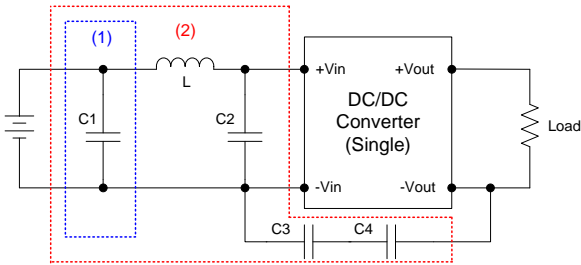 (1)
(2)
L
C1
C2
+Vin
+Vout
DC/DC
Converter
(Single)
Load
-Vin
-Vout
C3
C4